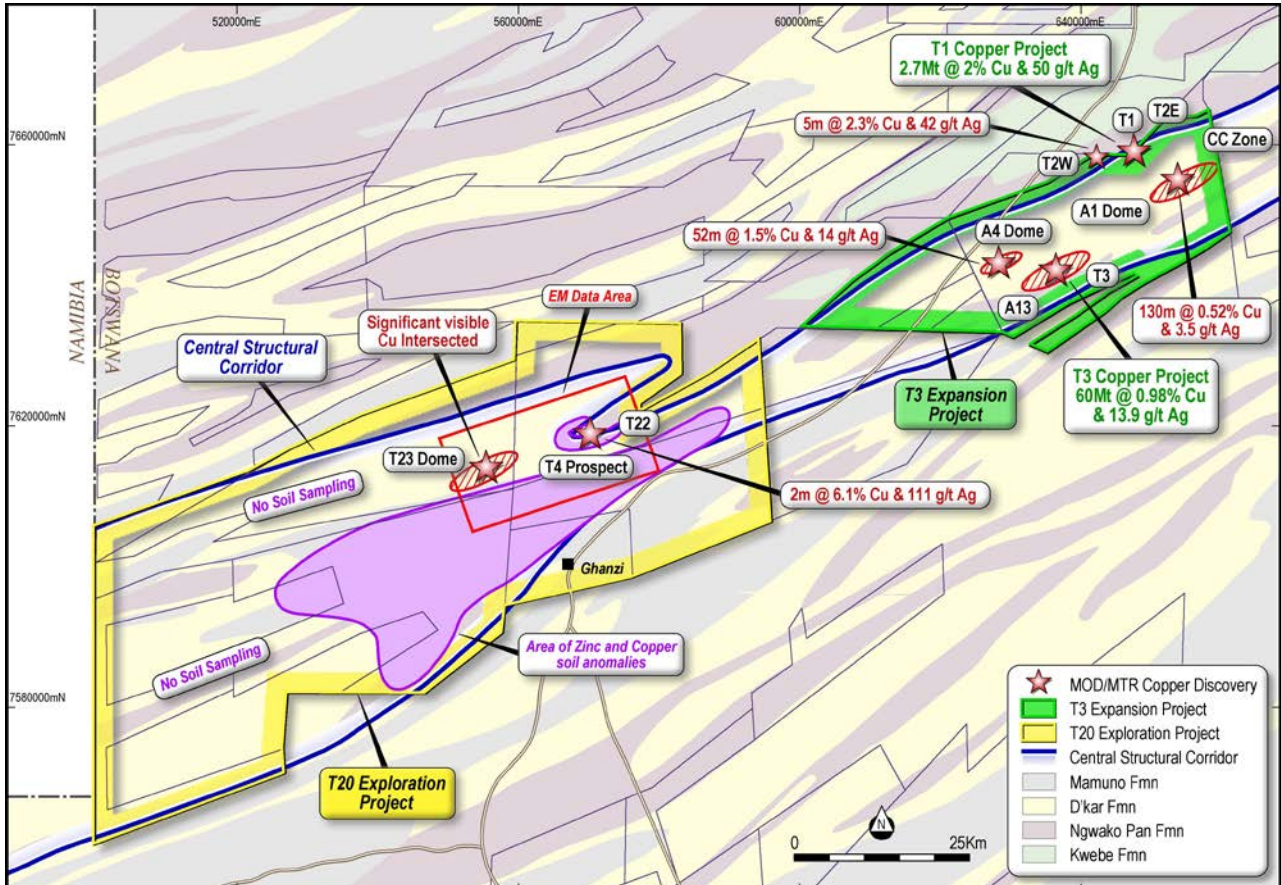 520000mE
560000mE
600000mE
640000mE
7660000mN
7620000mN
7580000mN
T1 Copper Project
2.7Mt @ 2% Cu & 50 g/t Ag
5m @ 2.3% Cu & 42 g/t Ag
T1
T2E
T2W
CC Zone
A1 Dome
52m @ 1.5% Cu & 14 g/t Ag
A4 Dome
T3
A13
130m @ 0.52% Cu
& 3.5 g/t Ag
T3 Copper Project
60Mt @ 0.98% Cu
& 13.9 g/t Ag
T3 Expansion
Project
NAMIBIA
BOTSWANA
EM Data Area
Significant visible
Cu Intersected
Central Structural
Corridor
T23 Dome
T22
T4 Prospect
2m @ 6.1% Cu & 111 g/t Ag
No Soil Sampling
Ghanzi
No Soil Sampling
Area of Zinc and Copper
soil anomalies
T20 Exploration
Project
N
0
25Km
MOD/MTR Copper Discovery
T3 Expansion Project
T20 Exploration Project
Central Structural Corridor
Mamuno Fmn
D'kar Fmn
Ngwako Pan Fmn
Kwebe Fmn